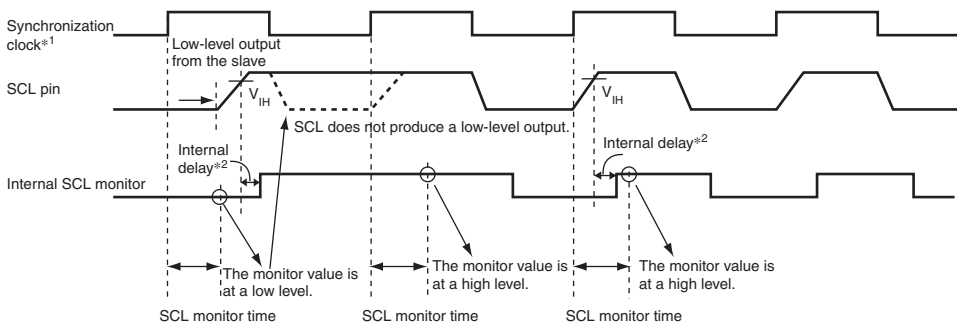 Synchronization
clock*1
Low-level output
from the slave
SCL pin
VIH
VIH
SCL does not produce a low-level output.
Internal
delay*2
Internal delay*2
Internal SCL monitor
The monitor value is
at a low level.
The monitor value is
at a high level.
The monitor value is
at a high level.
SCL monitor time
SCL monitor time
SCL monitor time